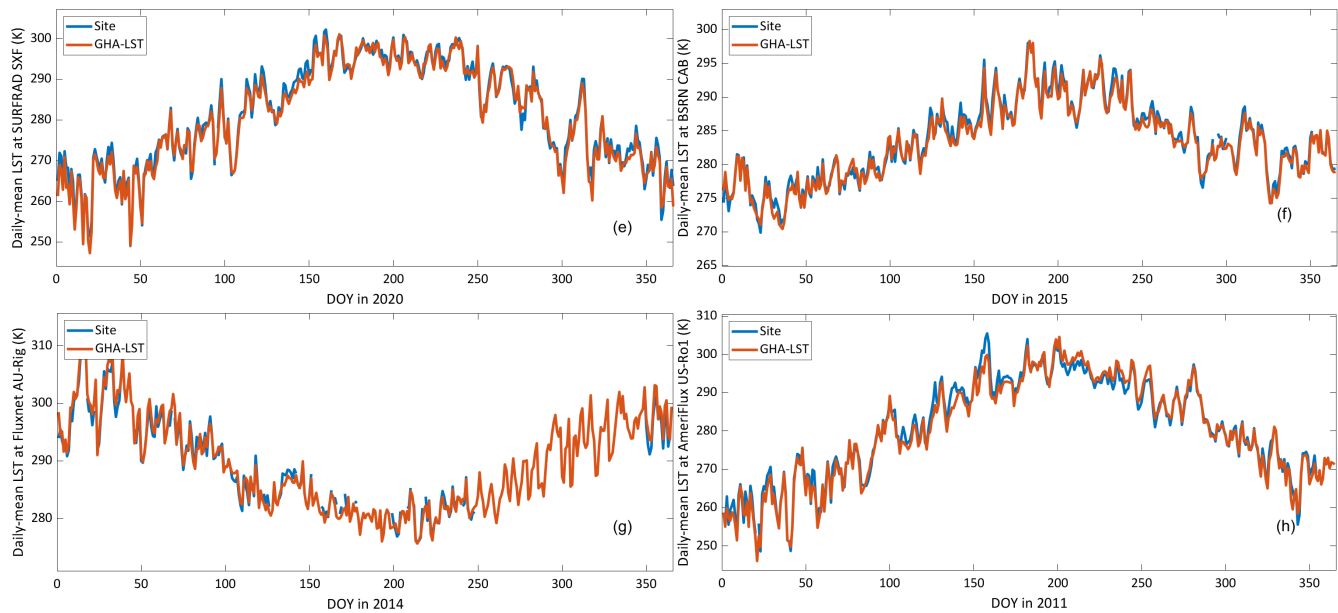 Daily-mean LST at SURFRAD SXF (K)
300
290
280
270
260
250
Site
GHA-LST
(e)
0 50 100 150 200 250 300 350
DOY in 2020
Daily-mean LST at BSRN CAB (K)
300
295
290
285
280
275
270
265
Site
GHA-LST
(f)
0 50 100 150 200 250 300 350
DOY in 2015
Daily-mean LST at Fluxnet AU-Rig (K)
310
300
290
280
Site
GHA-LST
(g)
0 50 100 150 200 250 300 350
DOY in 2014
Daily-mean LST at AmeriFlux US-Ro1 (K)
310
300
290
280
270
260
250
Site
GHA-LST
(h)
0 50 100 150 200 250 300 350
DOY in 2011